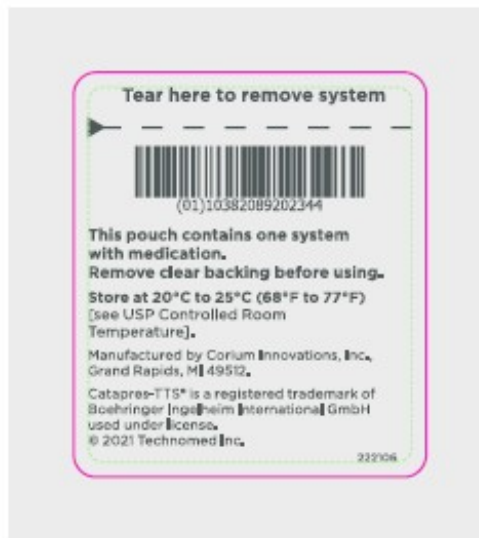 Tear here to remove system
(01)10382089202344
This pouch contains one system
with medication.
Remove clear backing before using.
Store at 20°C to 25°C (68°F to 77°F)
[see USP Controlled Room
Temperature].
Manufactured by Corium Innovations, Inc.,
Grand Rapids, MI 49512.
Catapres-TTS® is a registered trademark of
Boehringer Ingelheim International GmbH
used under license.
© 2021 Technomed Inc.
222106